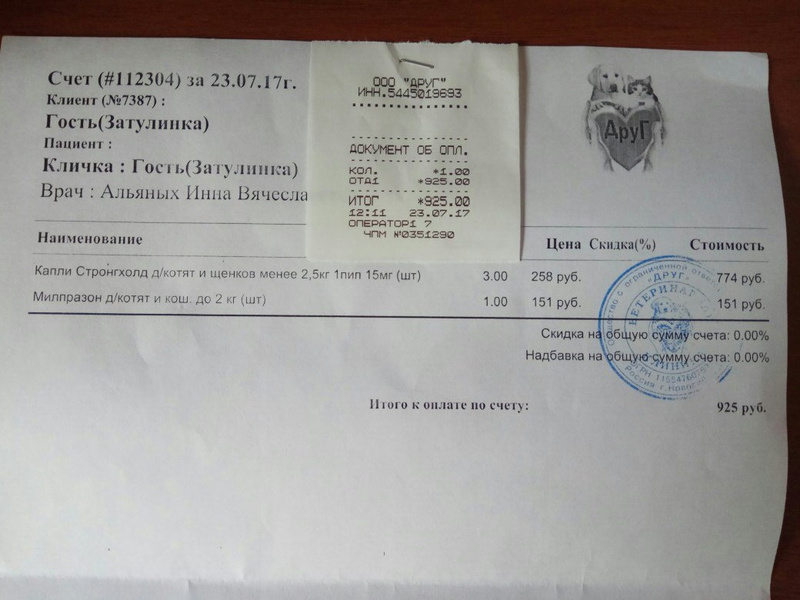 Счет (#112304) за 23.07.17г.
Клиент (№7387) :
Гость(Затулинка)
Пациент :
Кличка : Гость(Затулинка)
Врач : Альяных Инна Вячесла
ООО "ДРУГ"
ИНН.5445019693
ДОКУМЕНТ ОБ ОПЛ.
КОЛ. *1.00
ОТД1 *925.00
ИТОГ *925.00
12:11 23.07.17
ОПЕРАТОР1 7
ЧПМ №0351290
ДруГ
Наименование Цена Скидка(%) Стоимость
Капли Стронгхолд д/котят и щенков менее 2,5кг 1пип 15мг (шт) 3.00 258 руб. 774 руб.
Милпразон д/котят и кош. до 2 кг (шт) 1.00 151 руб. 151 руб.
Скидка на общую сумму счета: 0.00%
Надбавка на общую сумму счета: 0.00%
Итого к оплате по счету: 925 руб.
"ДРУГ"